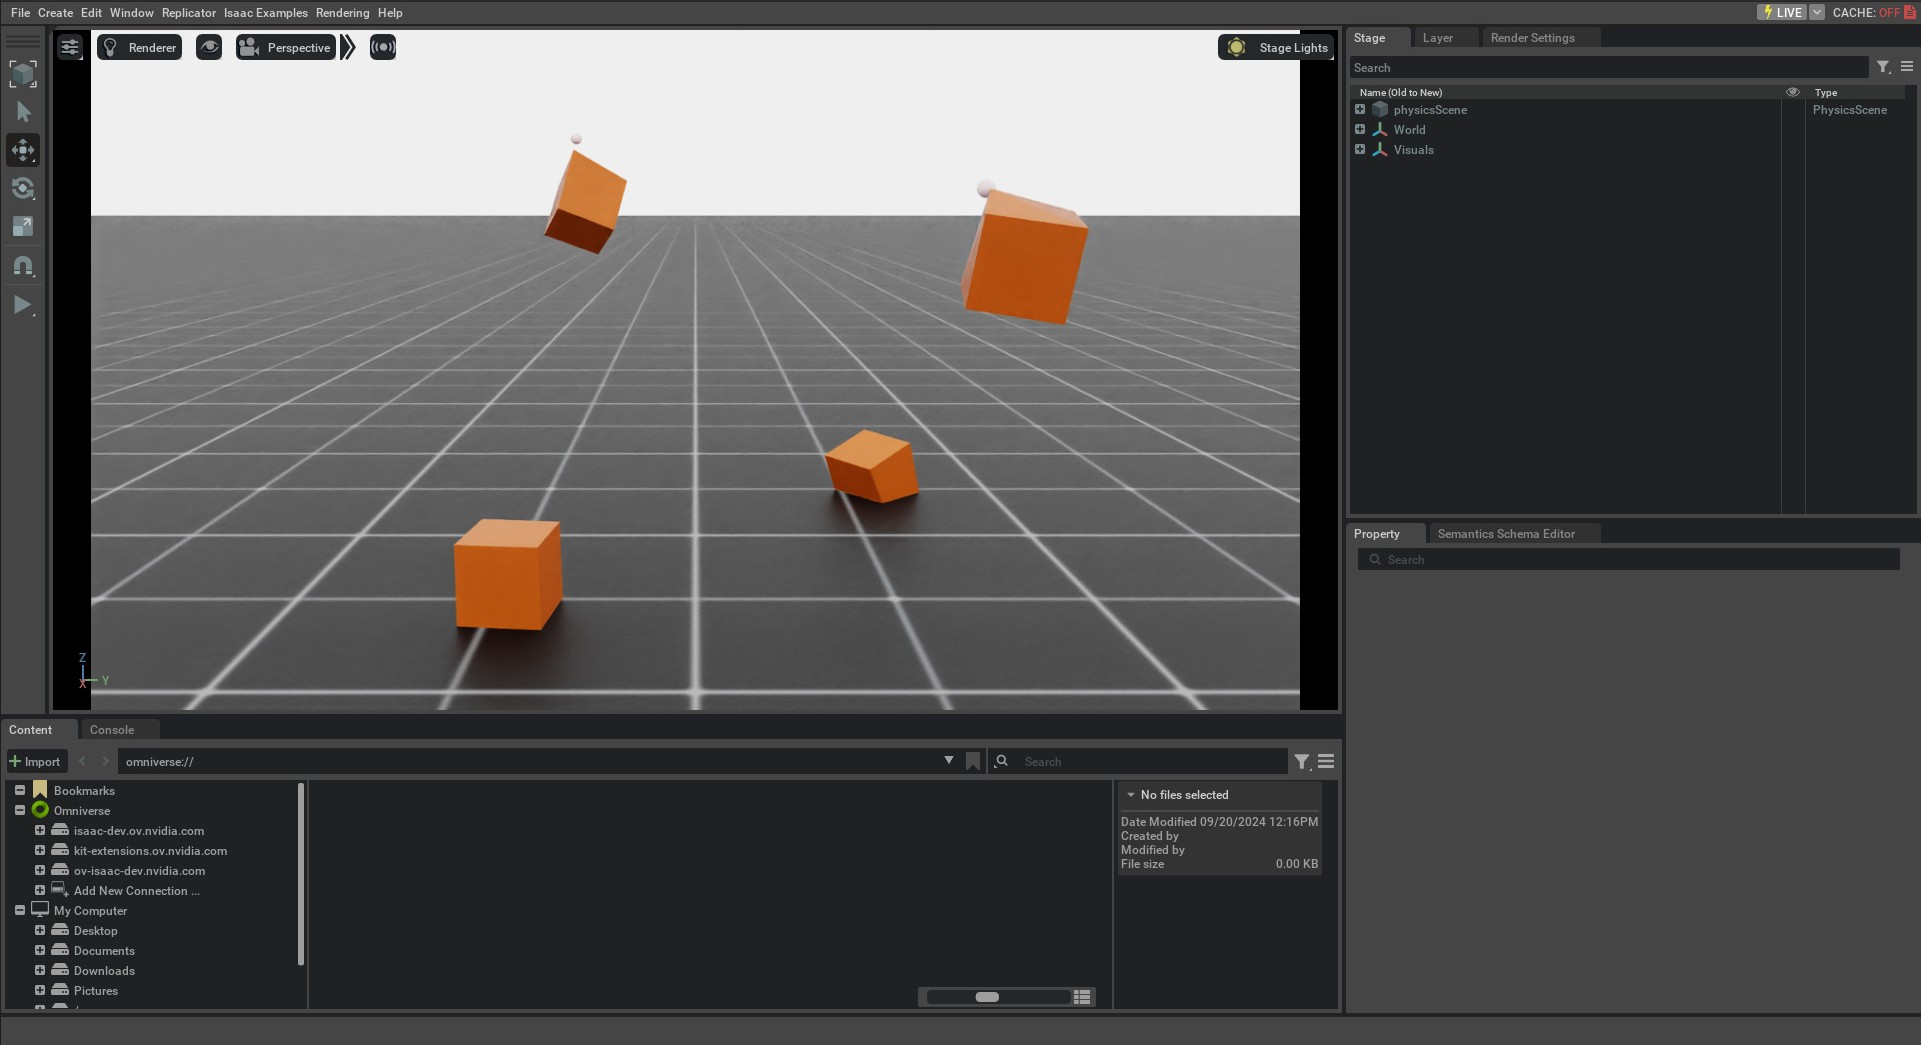 File Create Edit Window Replicator Isaac Examples Rendering Help
LIVE CACHE: OFF
Renderer Perspective Stage Lights
Stage Layer Render Settings
Search
Name (Old to New) Type
physicsScene PhysicsScene
World
Visuals
Z
X Y
Property Semantics Schema Editor
Search
Content Console
Import omniverse:// Search
Bookmarks
Omniverse
isaac-dev.ov.nvidia.com
kit-extensions.ov.nvidia.com
ov-isaac-dev.nvidia.com
Add New Connection ...
My Computer
Desktop
Documents
Downloads
Pictures
No files selected
Date Modified 09/20/2024 12:16PM
Created by
Modified by
File size 0.00 KB